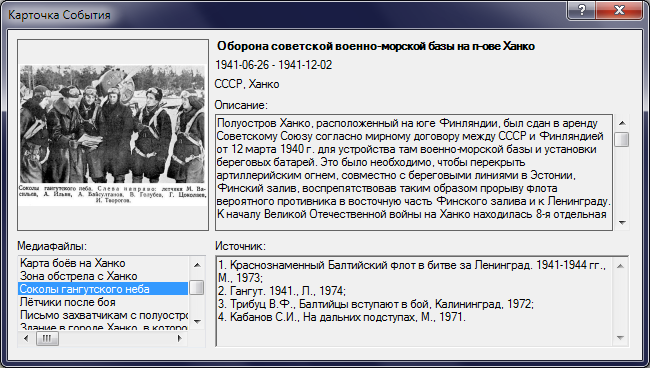 Карточка События
Оборона советской военно-морской базы на п-ове Ханко
1941-06-26 - 1941-12-02
СССР, Ханко
Описание:
Полуостров Ханко, расположенный на юге Финляндии, был сдан в аренду
Советскому Союзу согласно мирному договору между СССР и Финляндией
от 12 марта 1940 г. для устройства там военно-морской базы и установки
береговых батарей. Это было необходимо, чтобы перекрыть
артиллерийским огнем, совместно с береговыми линиями в Эстонии,
Финский залив, воспрепятствовав таким образом прорыву флота
вероятного противника в восточную часть Финского залива и к Ленинграду.
К началу Великой Отечественной войны на Ханко находилась 8-я отдельная
Соколы гангутского неба. Слева направо: летчики М. Ва-
сильев, А. Ильин, А. Байсултанов, В. Голубев, Г. Цоколаев,
И. Творогов.
Медиафайлы:
Карта боёв на Ханко
Зона обстрела с Ханко
Соколы гангутского неба
Лётчики после боя
Письмо захватчикам с полуостро
Здание в городе Ханко, в которо
Источник:
1. Краснознаменный Балтийский флот в битве за Ленинград. 1941-1944 гг.,
М., 1973;
2. Гангут. 1941., Л., 1974;
3. Трибуц В.Ф., Балтийцы вступают в бой, Калининград, 1972;
4. Кабанов С.И., На дальних подступах, М., 1971.